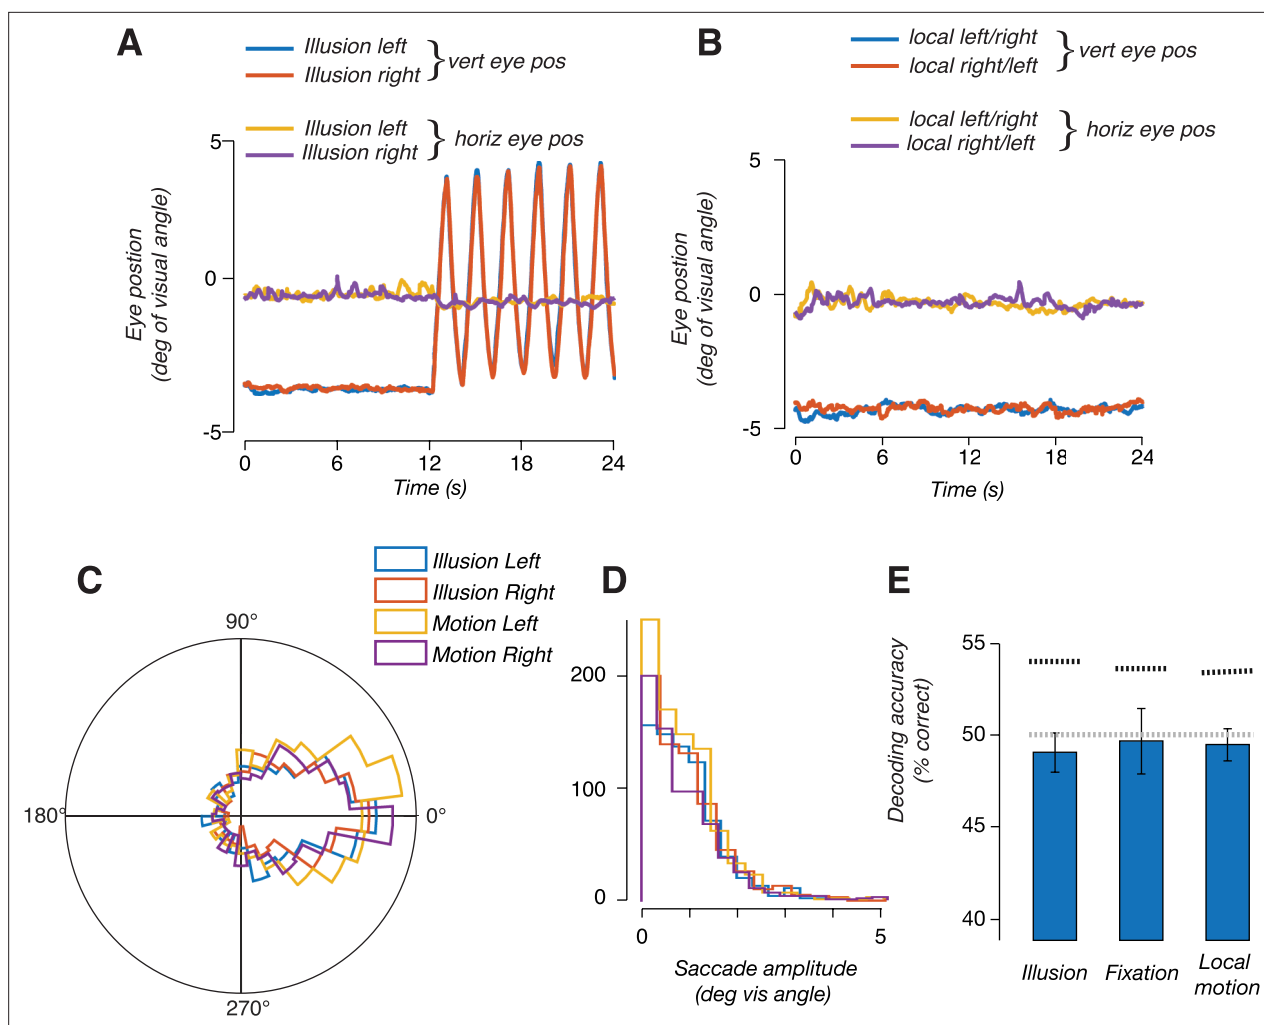 A
Illusion left
Illusion right
vert eye pos
Illusion left
Illusion right
horiz eye pos
5
0
-5
Eye postion
(deg of visual angle)
0 6 12 18 24
Time (s)
B
local left/right
local right/left
vert eye pos
local left/right
local right/left
horiz eye pos
5
0
-5
Eye postion
(deg of visual angle)
0 6 12 18 24
Time (s)
C
Illusion Left
Illusion Right
Motion Left
Motion Right
90°
180°
0°
270°
D
200
100
0
0 5
Saccade amplitude
(deg vis angle)
E
Decoding accuracy
(% correct)
55
50
45
40
Illusion Fixation Local
motion